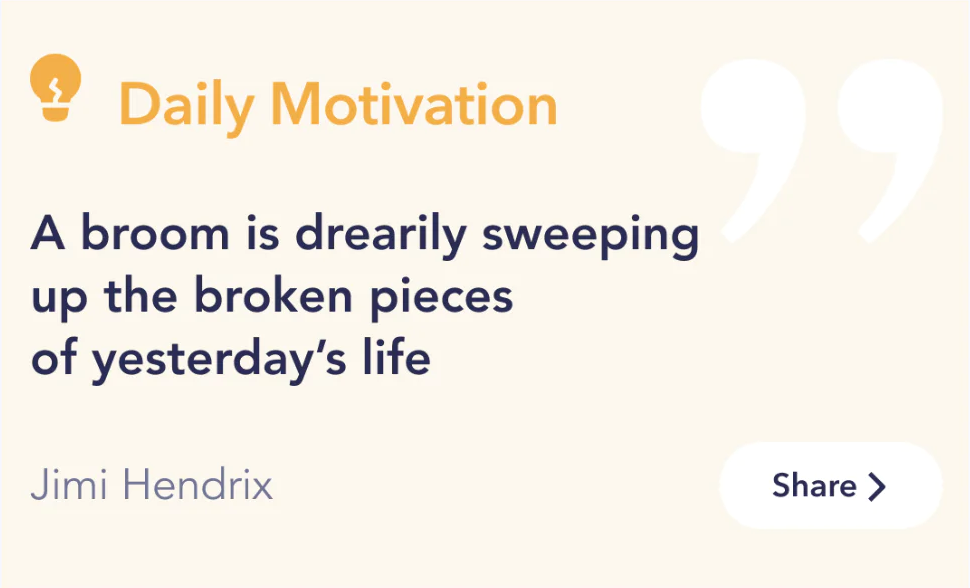 Daily Motivation
A broom is drearily sweeping
up the broken pieces
of yesterday’s life
Jimi Hendrix
Share